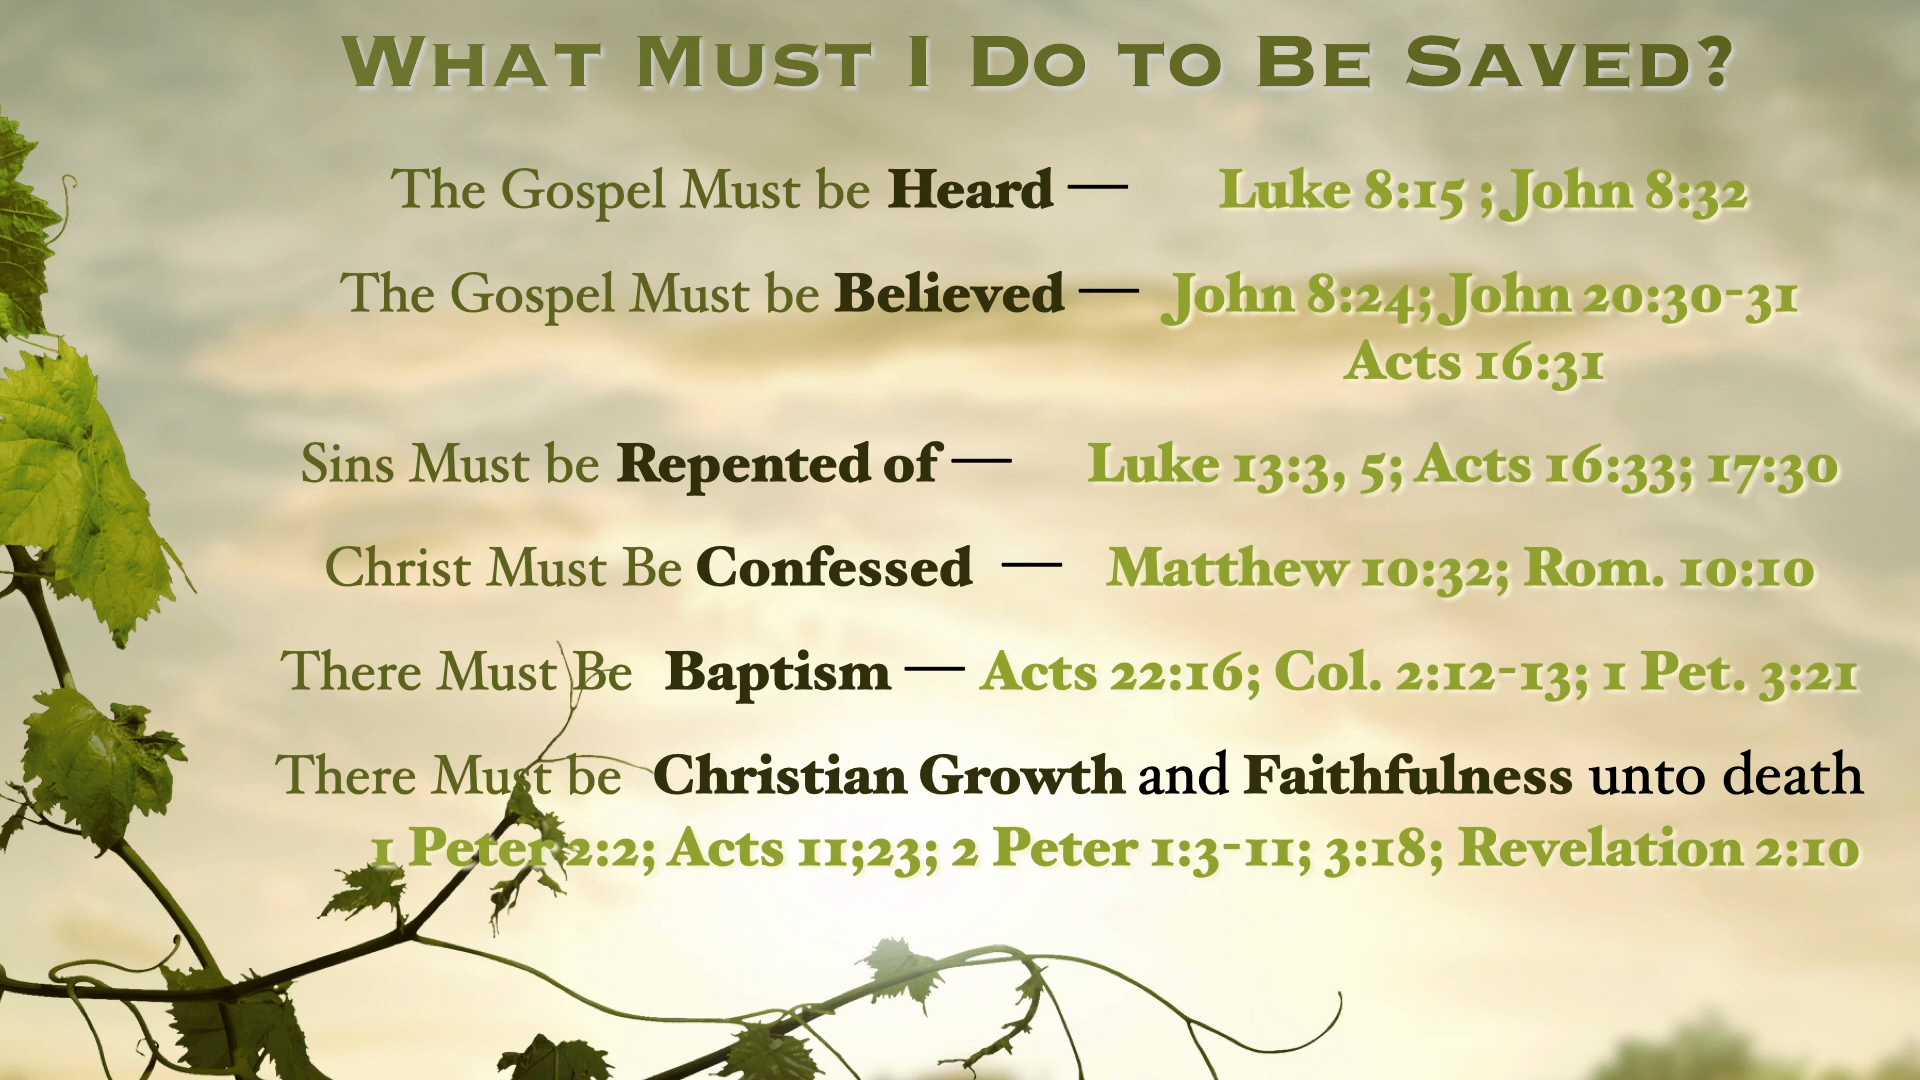 What Must I Do to Be Saved?
The Gospel Must be Heard — Luke 8:15 ; John 8:32
The Gospel Must be Believed — John 8:24; John 20:30-31
Acts 16:31
Sins Must be Repented of — Luke 13:3, 5; Acts 16:33; 17:30
Christ Must Be Confessed — Matthew 10:32; Rom. 10:10
There Must Be Baptism — Acts 22:16; Col. 2:12-13; 1 Pet. 3:21
There Must be Christian Growth and Faithfulness unto death
1 Peter 2:2; Acts 11;23; 2 Peter 1:3-11; 3:18; Revelation 2:10